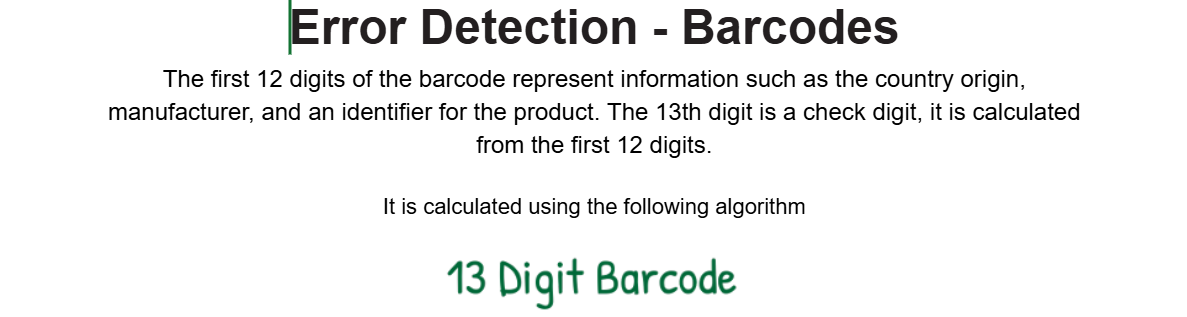 Error Detection - Barcodes
The first 12 digits of the barcode represent information such as the country origin,
manufacturer, and an identifier for the product. The 13th digit is a check digit, it is calculated
from the first 12 digits.
It is calculated using the following algorithm
13 Digit Barcode